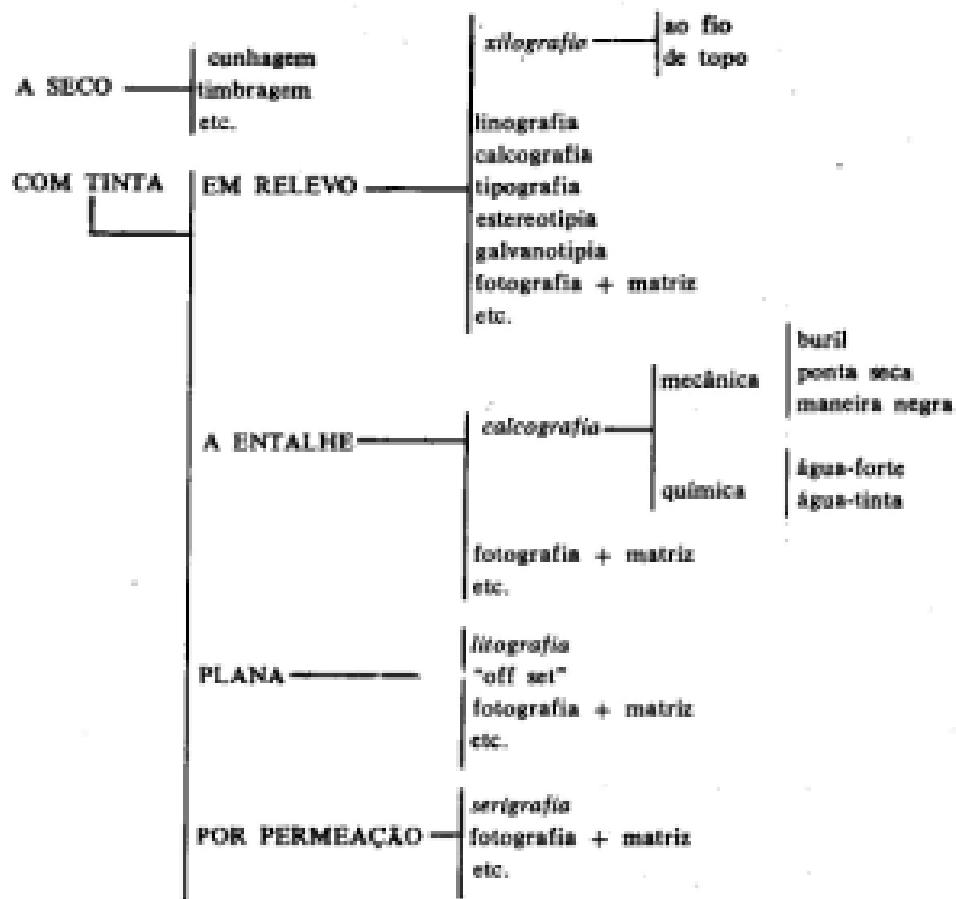 A SECO
cunhagem
timbragem
etc.
COM TINTA
EM RELEVO
xilografia
ao fio
de topo
linografia
calcografia
tipografia
estereotipia
galvanotipia
fotografia + matriz
etc.
A ENTALHE
calcografia
mecânica
buril
ponta seca
maneira negra
química
água-forte
água-tinta
fotografia + matriz
etc.
PLANA
litografia
"off set"
fotografia + matriz
etc.
POR PERMEAÇÃO
serigrafia
fotografia + matriz
etc.